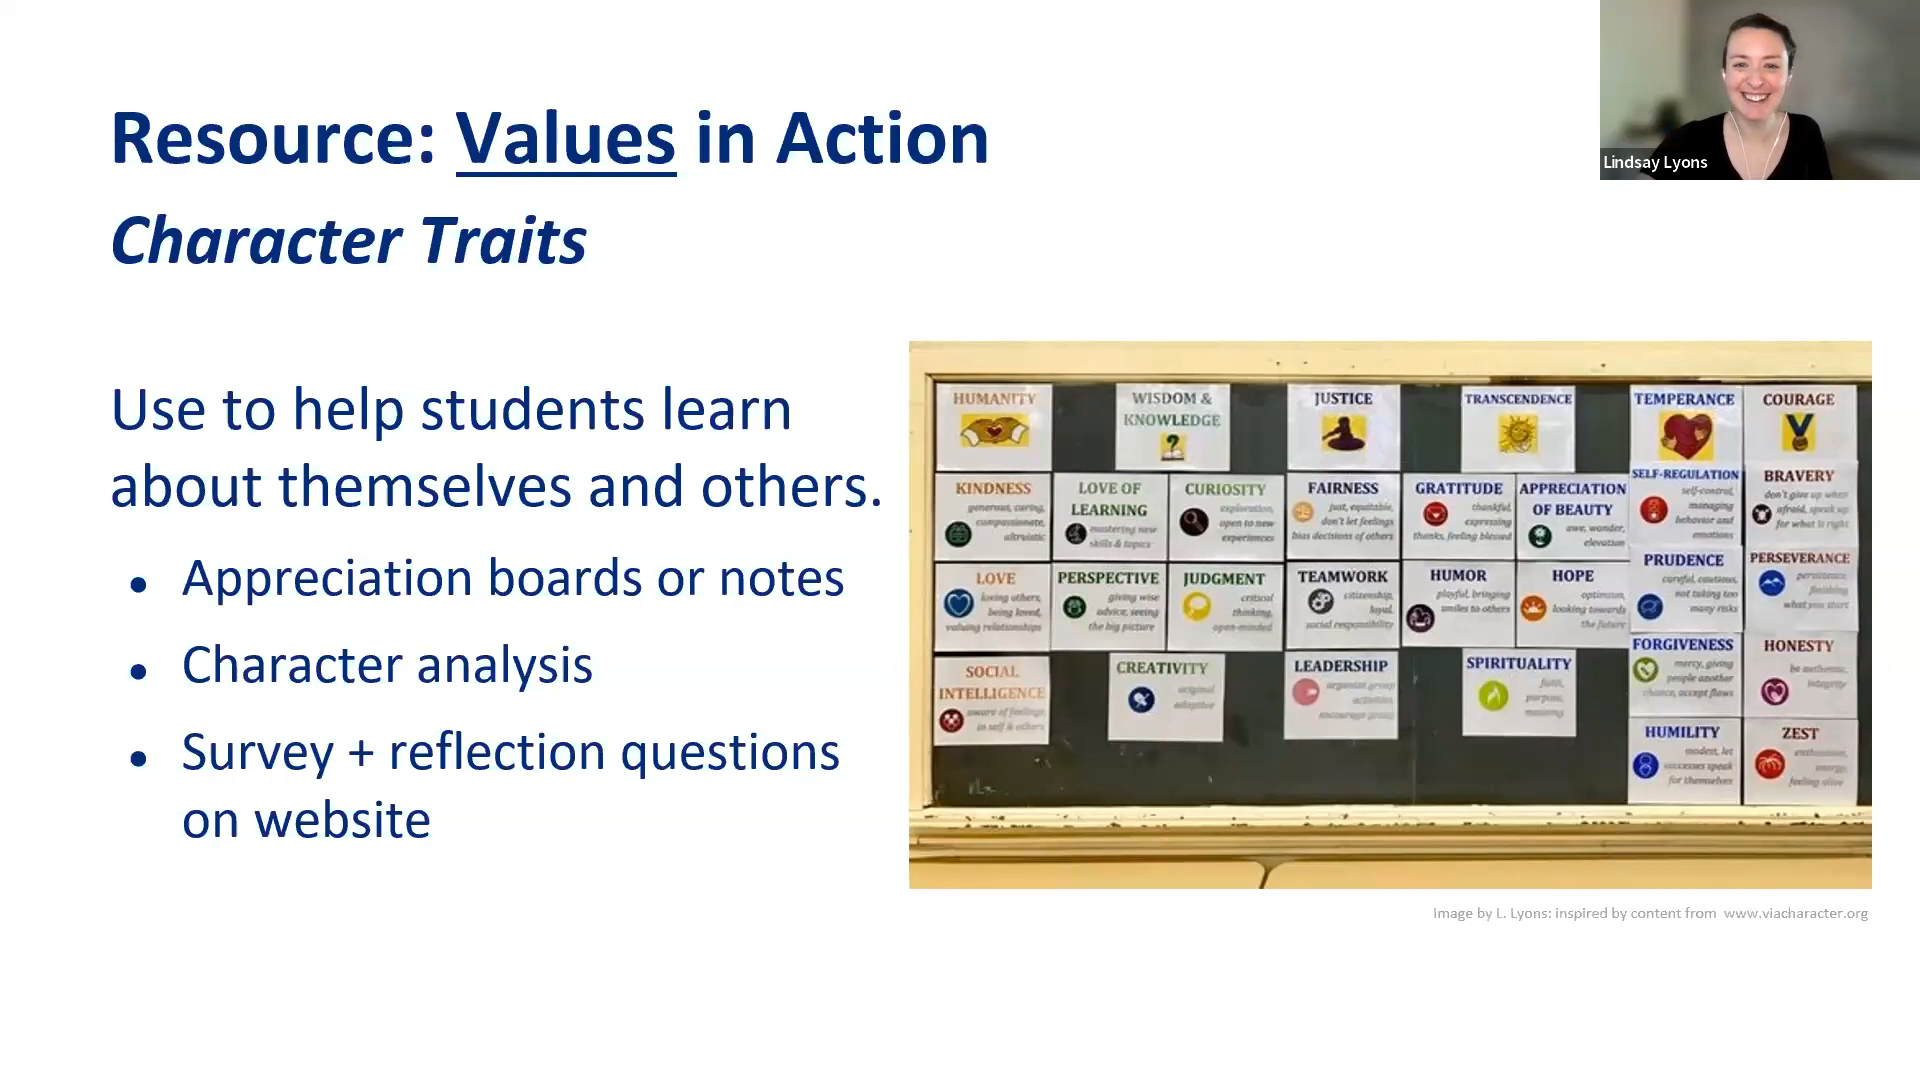 Resource: Values in Action
Character Traits
Lindsay Lyons
Use to help students learn
about themselves and others.
● Appreciation boards or notes
● Character analysis
● Survey + reflection questions
on website
HUMANITY
WISDOM &
KNOWLEDGE
JUSTICE
TRANSCENDENCE
TEMPERANCE
COURAGE
KINDNESS
generous, caring,
compassionate,
altruistic
LOVE OF
LEARNING
mastering new
skills & topics
CURIOSITY
exploration,
open to new
experiences
FAIRNESS
just, equitable,
don't let feelings
bias decisions of others
GRATITUDE
thankful,
expressing
thanks, feeling blessed
APPRECIATION
OF BEAUTY
awe, wonder,
elevation
SELF-REGULATION
self-control,
managing
behavior and
emotions
BRAVERY
don't give up when
afraid, speak up
for what is right
LOVE
loving others,
being loved,
valuing relationships
PERSPECTIVE
giving wise
advice, seeing
the big picture
JUDGMENT
critical
thinking,
open-minded
TEAMWORK
citizenship,
loyal,
social responsibility
HUMOR
playful, bringing
smiles to others
HOPE
optimism,
looking towards
the future
PRUDENCE
careful, cautious,
not taking too
many risks
PERSEVERANCE
persistence,
finishing
what you start
SOCIAL
INTELLIGENCE
aware of feelings
in self & others
CREATIVITY
original
adaptive
LEADERSHIP
organize group
activities,
encourage group
SPIRITUALITY
faith,
purpose,
meaning
FORGIVENESS
mercy, giving
people another
chance, accept flaws
HONESTY
be authentic,
integrity
HUMILITY
modest, let
successes speak
for themselves
ZEST
enthusiasm,
energy,
feeling alive
Image by L. Lyons: inspired by content from www.viacharacter.org